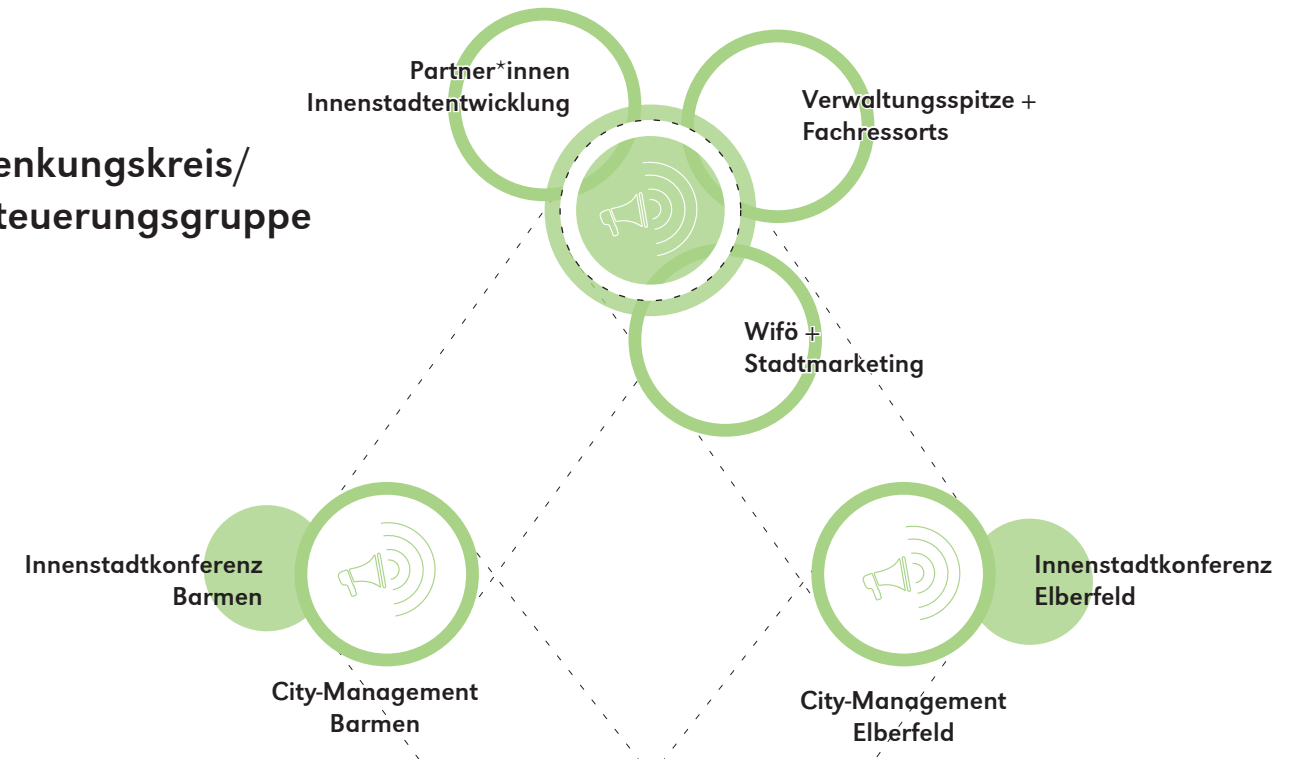 Partner*innen
Innenstadtentwicklung
Verwaltungsspitze +
Fachressorts
enkungskreis/
teuerungsgruppe
Wifö +
Stadtmarketing
Innenstadtkonferenz
Barmen
Innenstadtkonferenz
Elberfeld
City-Management
Barmen
City-Management
Elberfeld